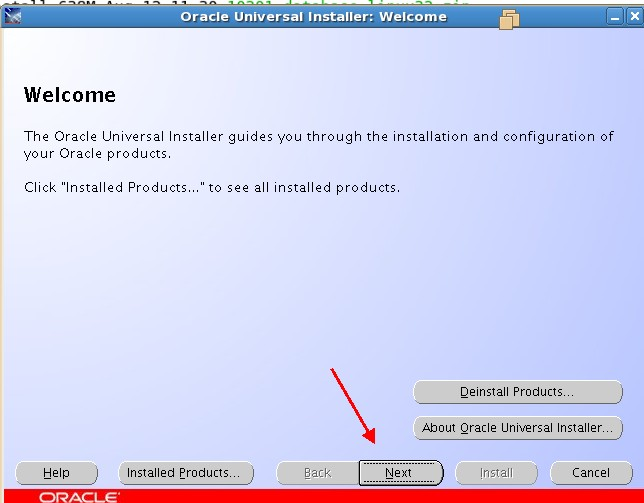 Oracle Universal Installer: Welcome
Welcome
The Oracle Universal Installer guides you through the installation and configuration of
your Oracle products.
Click "Installed Products..." to see all installed products.
Deinstall Products...
About Oracle Universal Installer...
Help
Installed Products...
Back
Next
Install
Cancel
ORACLE